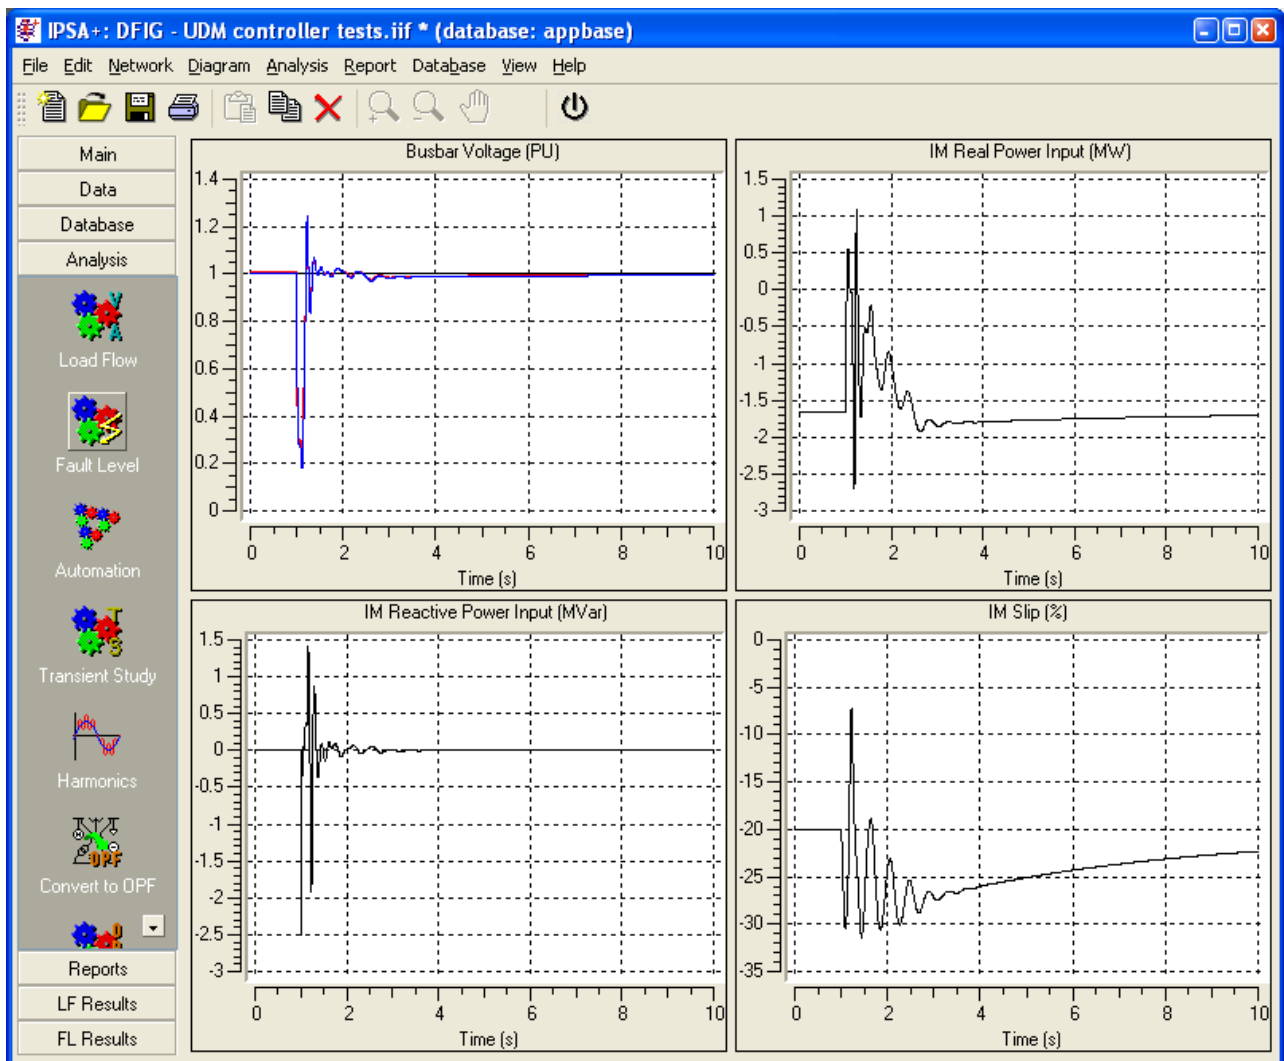 IPSA+: DFIG - UDM controller tests.iif * (database: appbase)
File Edit Network Diagram Analysis Report Database View Help
Main
Data
Database
Analysis
Load Flow
Fault Level
Automation
Transient Study
Harmonics
OPF
Convert to OPF
Reports
LF Results
FL Results
Busbar Voltage (PU)
1.4
1.2
1
0.8
0.6
0.4
0.2
0
0 2 4 6 8 10
Time (s)
IM Real Power Input (MW)
1.5
1
0.5
0
-0.5
-1
-1.5
-2
-2.5
-3
0 2 4 6 8 10
Time (s)
IM Reactive Power Input (MVar)
1.5
1
0.5
0
-0.5
-1
-1.5
-2
-2.5
-3
0 2 4 6 8 10
Time (s)
IM Slip (%)
0
-5
-10
-15
-20
-25
-30
-35
0 2 4 6 8 10
Time (s)